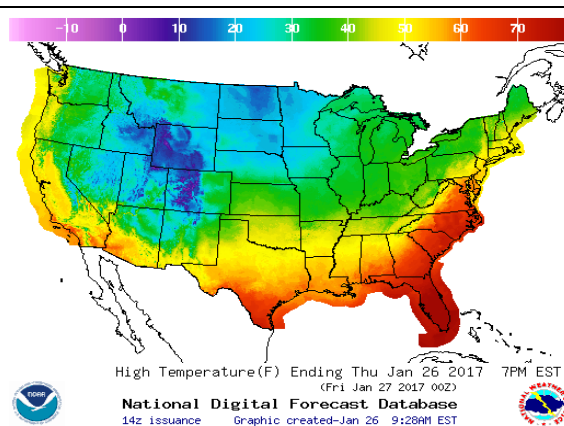 -10 0 10 20 30 40 50 60 70
High Temperature(F) Ending Thu Jan 26 2017 7PM EST
(Fri Jan 27 2017 00Z)
National Digital Forecast Database
14z issuance Graphic created-Jan 26 9:28AM EST
NOAA